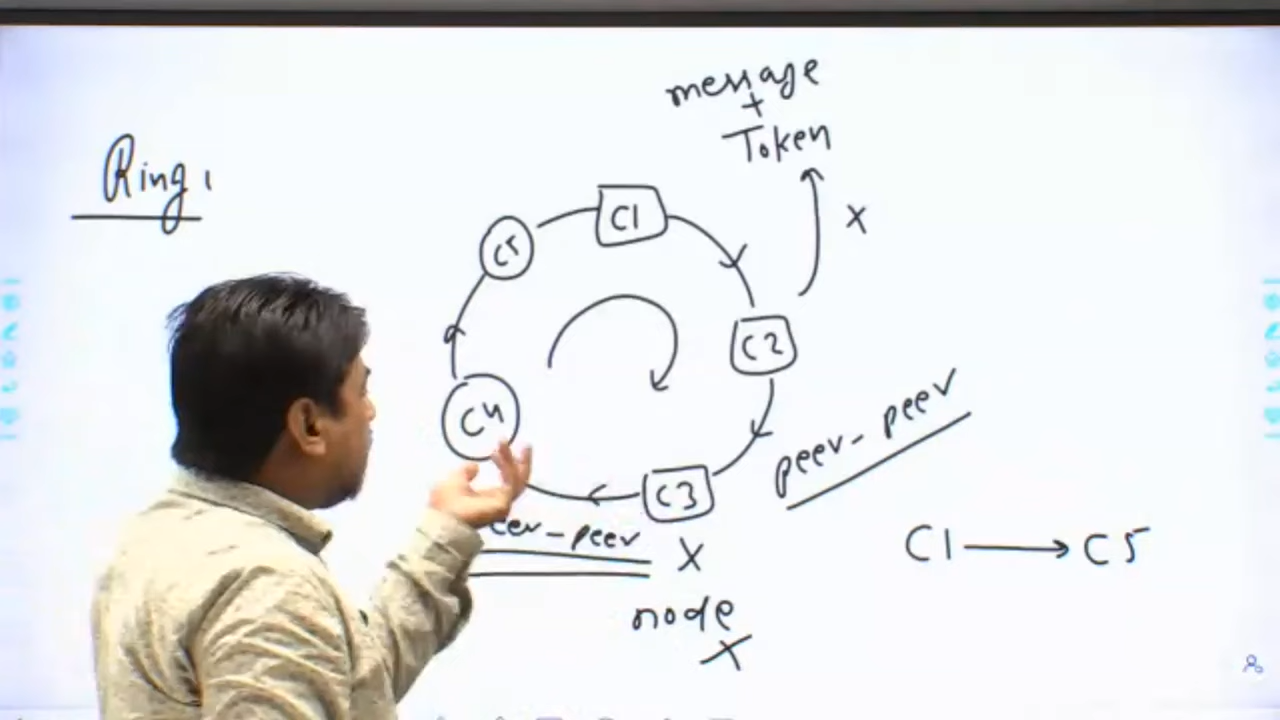 message
+
Token
Ring
X
C5
C1
C2
C4
C3
peer-peer
eer-peer
X
C1 → C5
node
X